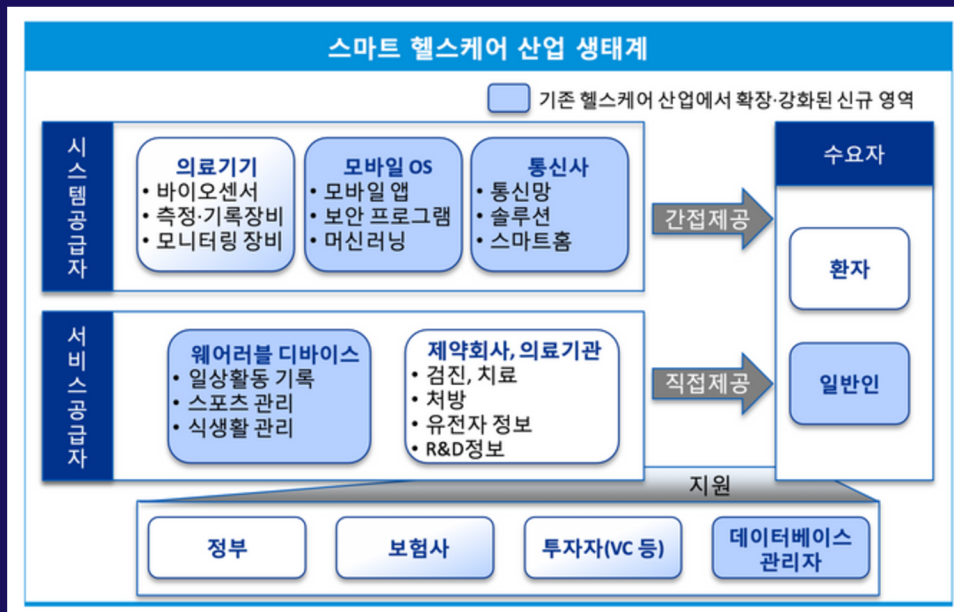 스마트 헬스케어 산업 생태계
기존 헬스케어 산업에서 확장·강화된 신규 영역
시스템공급자
의료기기
• 바이오센서
• 측정·기록장비
• 모니터링 장비
모바일 OS
• 모바일 앱
• 보안 프로그램
• 머신러닝
통신사
• 통신망
• 솔루션
• 스마트홈
간접제공
수요자
환자
일반인
서비스공급자
웨어러블 디바이스
• 일상활동 기록
• 스포츠 관리
• 식생활 관리
제약회사, 의료기관
• 검진, 치료
• 처방
• 유전자 정보
• R&D정보
직접제공
지원
정부
보험사
투자자(VC 등)
데이터베이스
관리자